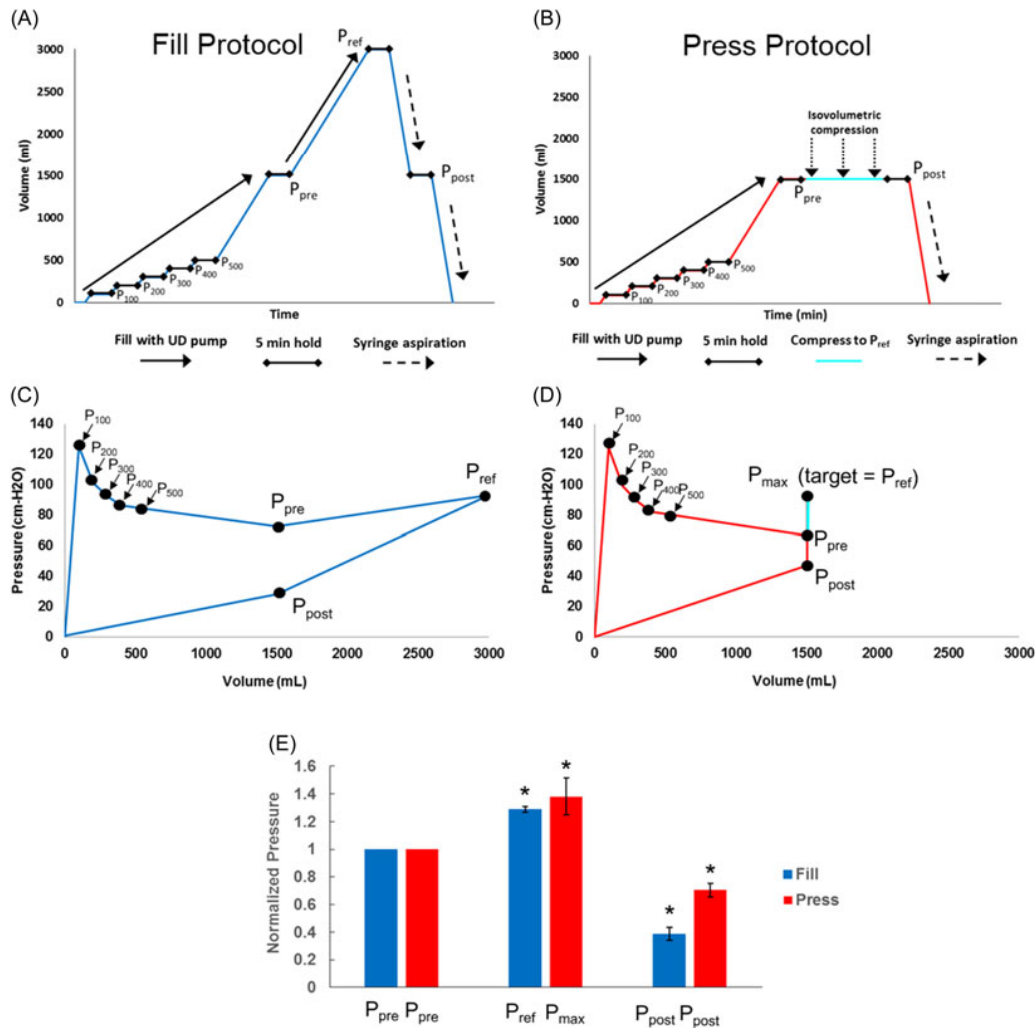 (A)
Fill Protocol
Volume (ml)
3000
2500
2000
1500
1000
500
0
P100
P200
P300
P400
P500
Ppre
Pref
Ppost
Time
Fill with UD pump
5 min hold
Syringe aspiration
(B)
Press Protocol
Volume (ml)
3000
2500
2000
1500
1000
500
0
Isovolumetric
compression
P100
P200
P300
P400
P500
Ppre
Ppost
Time (min)
Fill with UD pump
5 min hold
Compress to Pref
Syringe aspiration
(C)
Pressure (cm-H2O)
140
120
100
80
60
40
20
0
P100
P200
P300
P400
P500
Ppre
Pref
Ppost
0 500 1000 1500 2000 2500 3000
Volume (mL)
(D)
Pressure (cm-H2O)
140
120
100
80
60
40
20
0
P100
P200
P300
P400
P500
Pmax (target = Pref)
Ppre
Ppost
0 500 1000 1500 2000 2500 3000
Volume (mL)
(E)
Normalized Pressure
1.6
1.4
1.2
1
0.8
0.6
0.4
0.2
0
* *
* *
Ppre Ppre Pref Pmax Ppost Ppost
Fill
Press